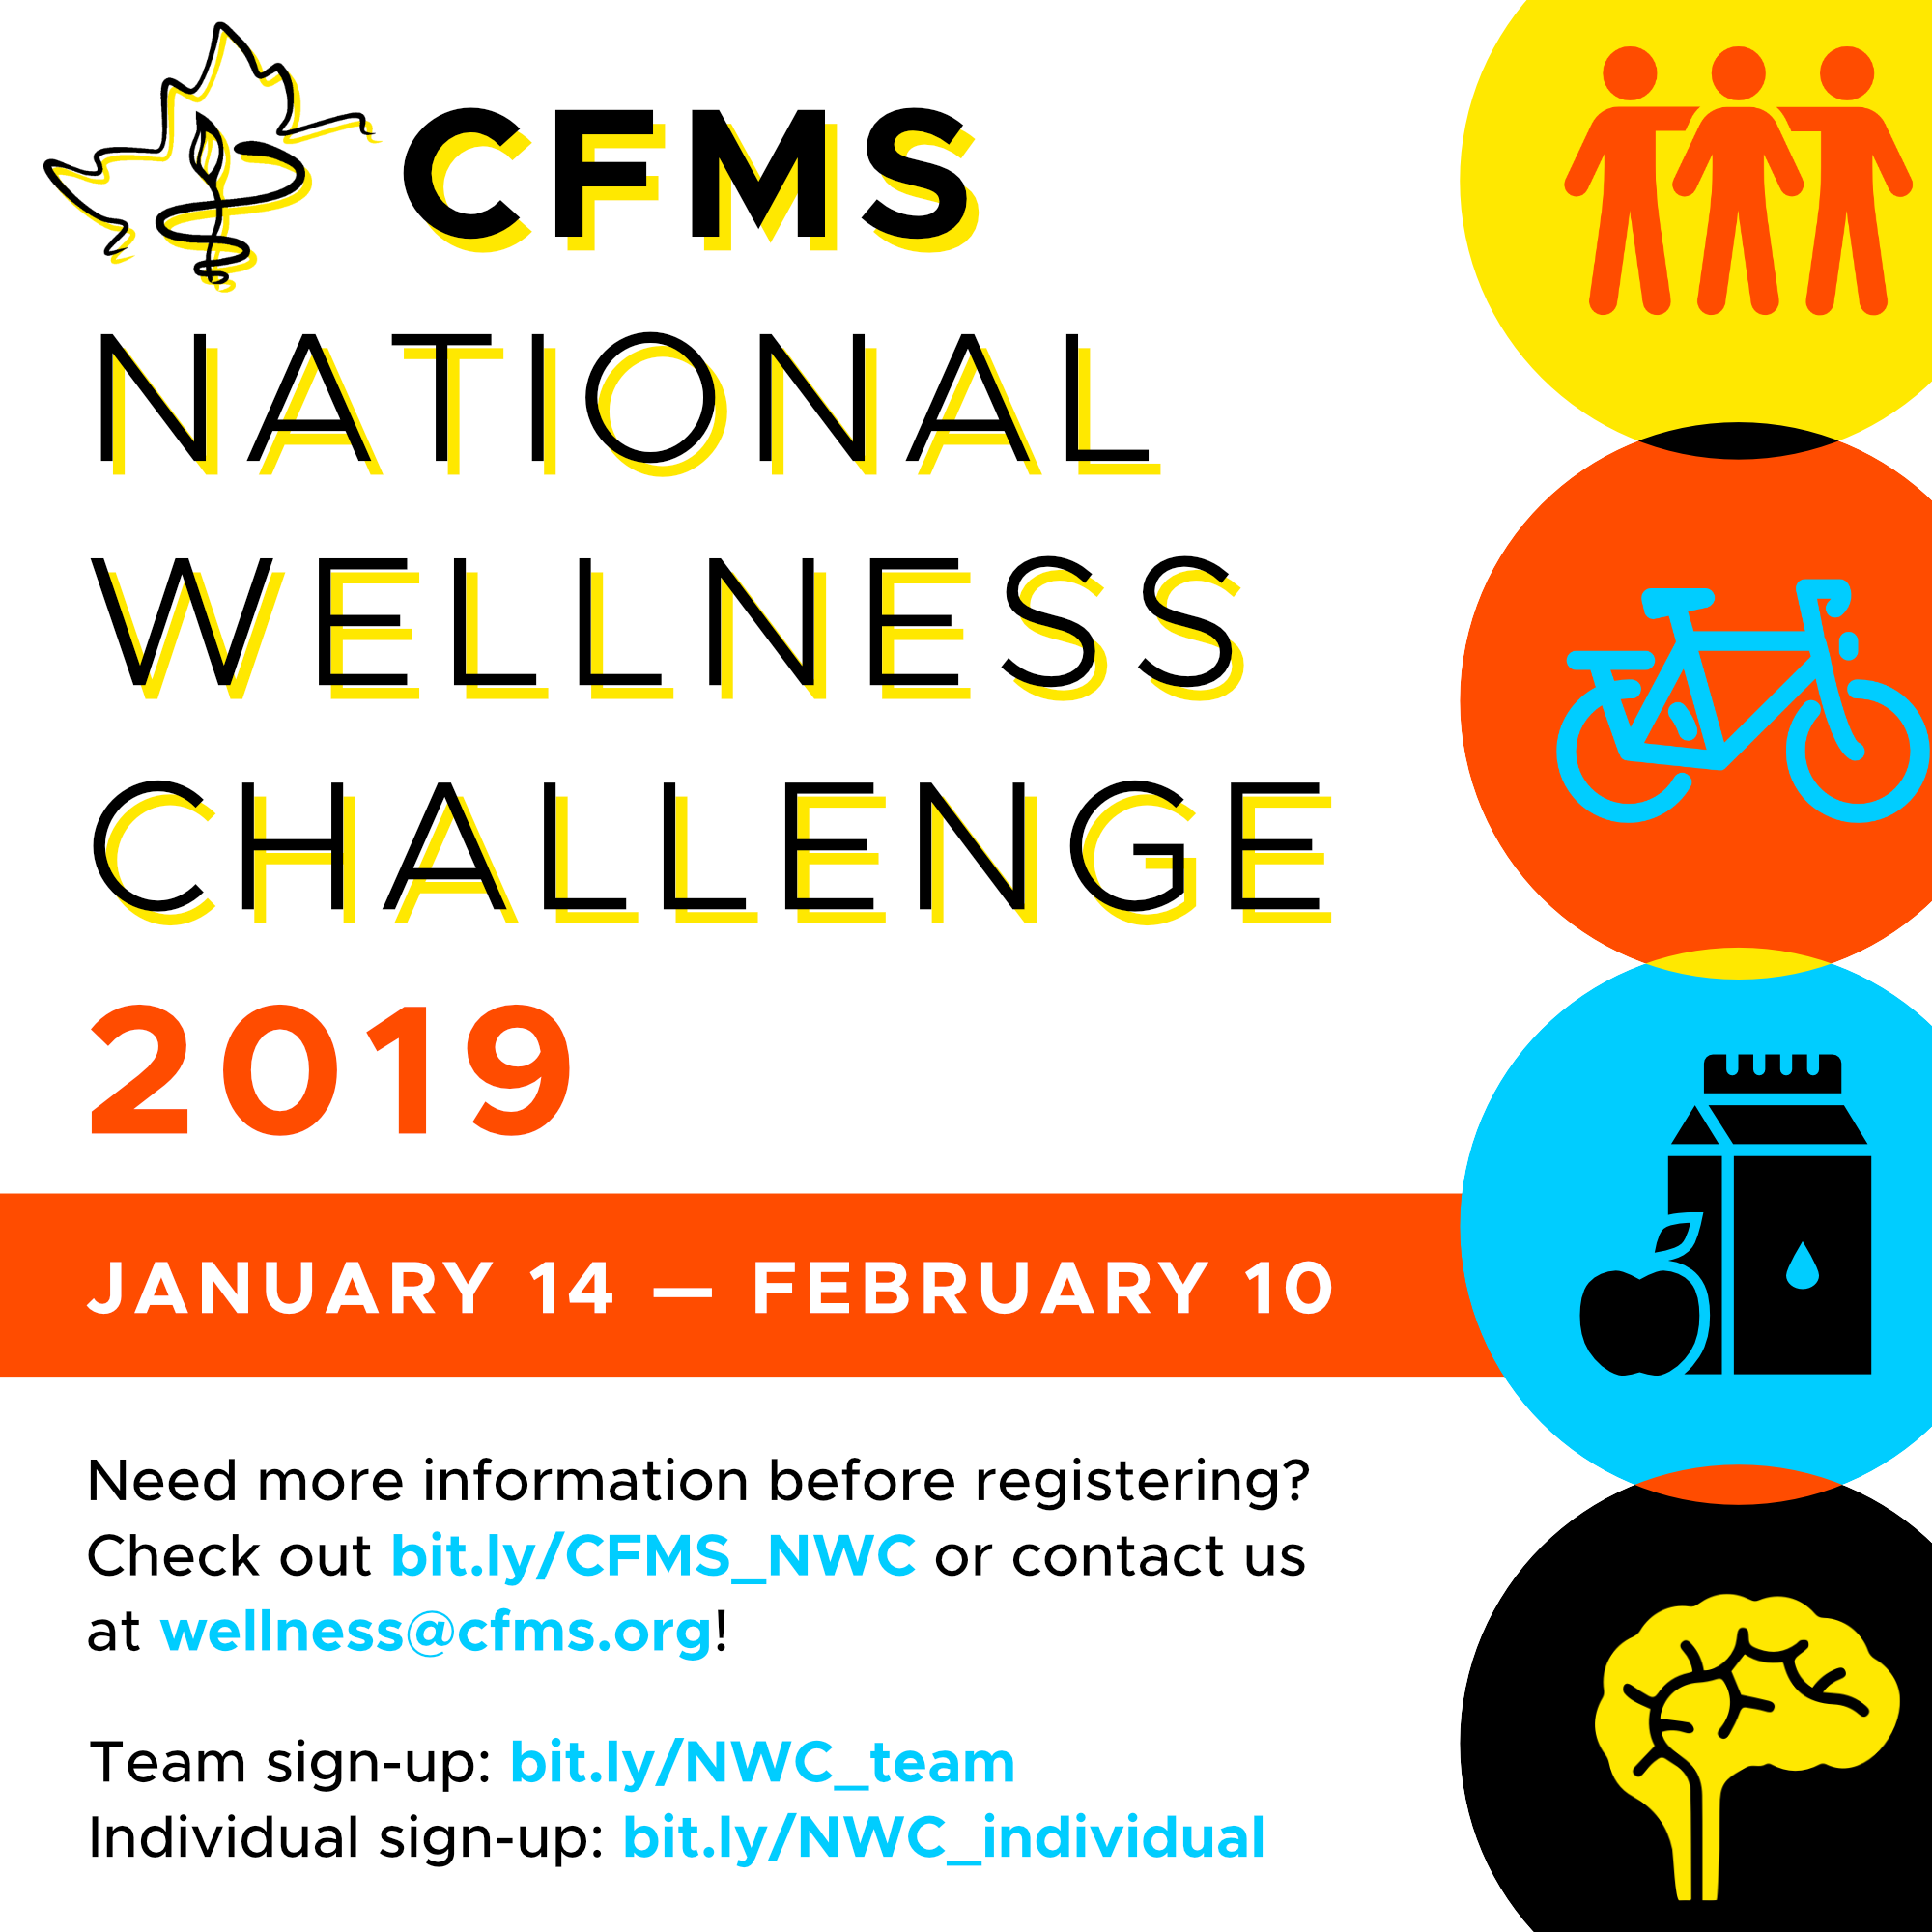 CFMS
NATIONAL
WELLNESS
CHALLENGE
2019
JANUARY 14 — FEBRUARY 10
Need more information before registering?
Check out bit.ly/CFMS_NWC or contact us
at wellness@cfms.org!
Team sign-up: bit.ly/NWC_team
Individual sign-up: bit.ly/NWC_individual